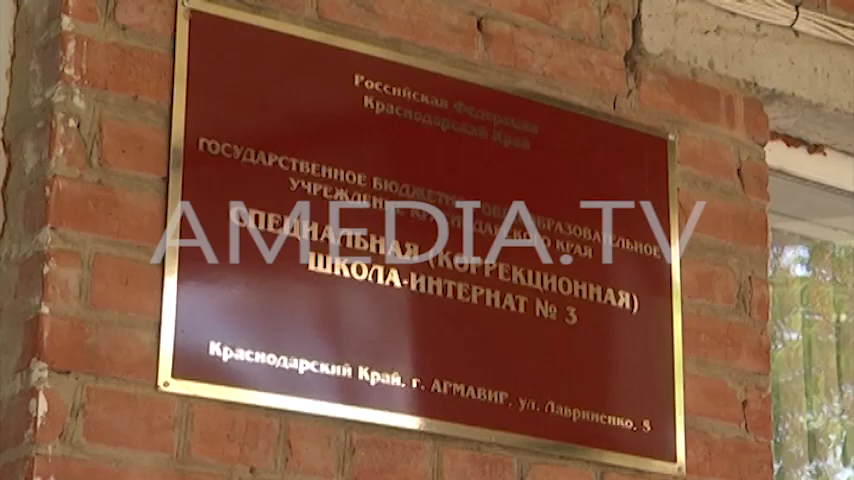 Российская Федерация
Краснодарский Край
ГОСУДАРСТВЕННОЕ БЮДЖЕТНОЕ ОБЩЕОБРАЗОВАТЕЛЬНОЕ
УЧРЕЖДЕНИЕ КРАСНОДАРСКОГО КРАЯ
AMEDIA.TV
СПЕЦИАЛЬНАЯ (КОРРЕКЦИОННАЯ)
ШКОЛА-ИНТЕРНАТ № 3
Краснодарский Край, г. АРМАВИР, ул. Лавриненко, 5